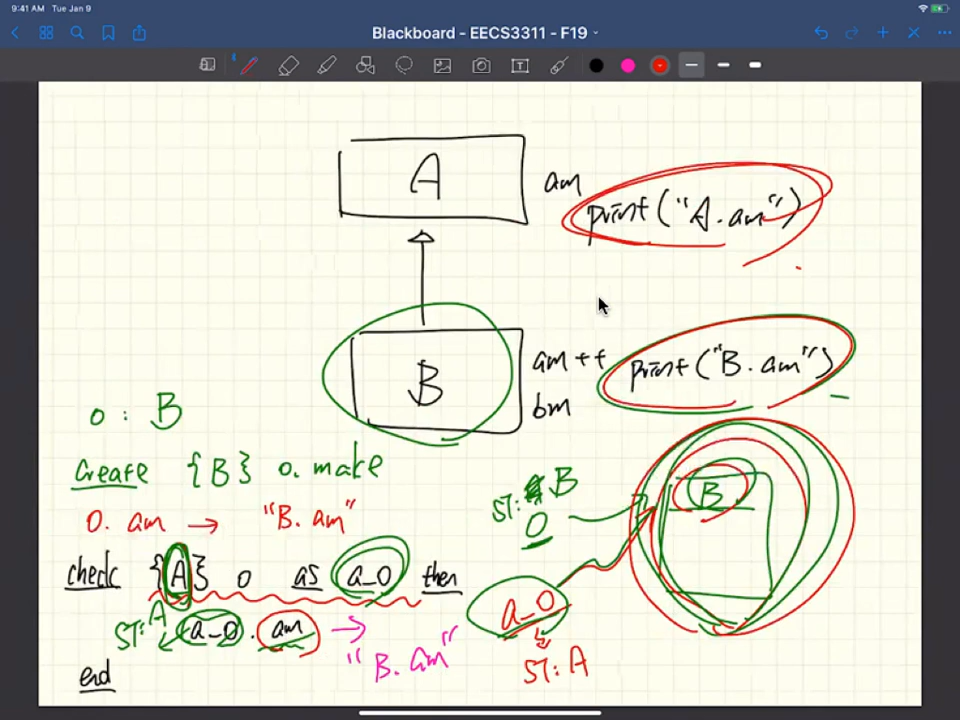 9:41 AM Tue Jan 9
Blackboard - EECS3311 - F19
A
am
print("A.am")
B
am++
print("B.am")
bm
o : B
create {B} o.make
o.am → "B.am"
check {A} o as a_o then
ST: A
a_o . am → "B.am"
end
ST: B
o
B
a_o
ST: A